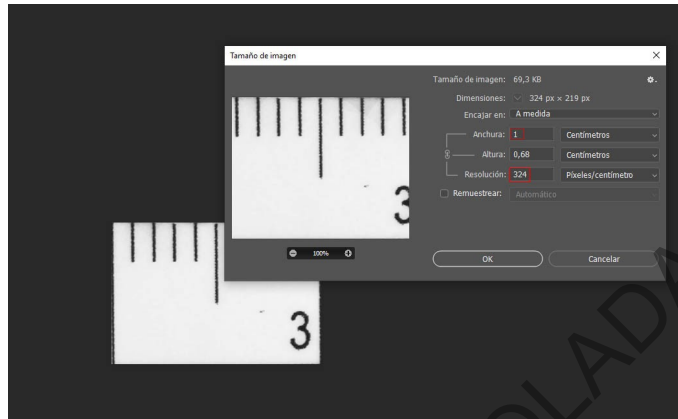 Tamaño de imagen
Tamaño de imagen: 69,3 KB
Dimensiones: 324 px × 219 px
Encajar en: A medida
Anchura: 1 Centímetros
Altura: 0,68 Centímetros
Resolución: 324 Píxeles/centímetro
Remuestrear: Automático
3
100%
OK Cancelar
3